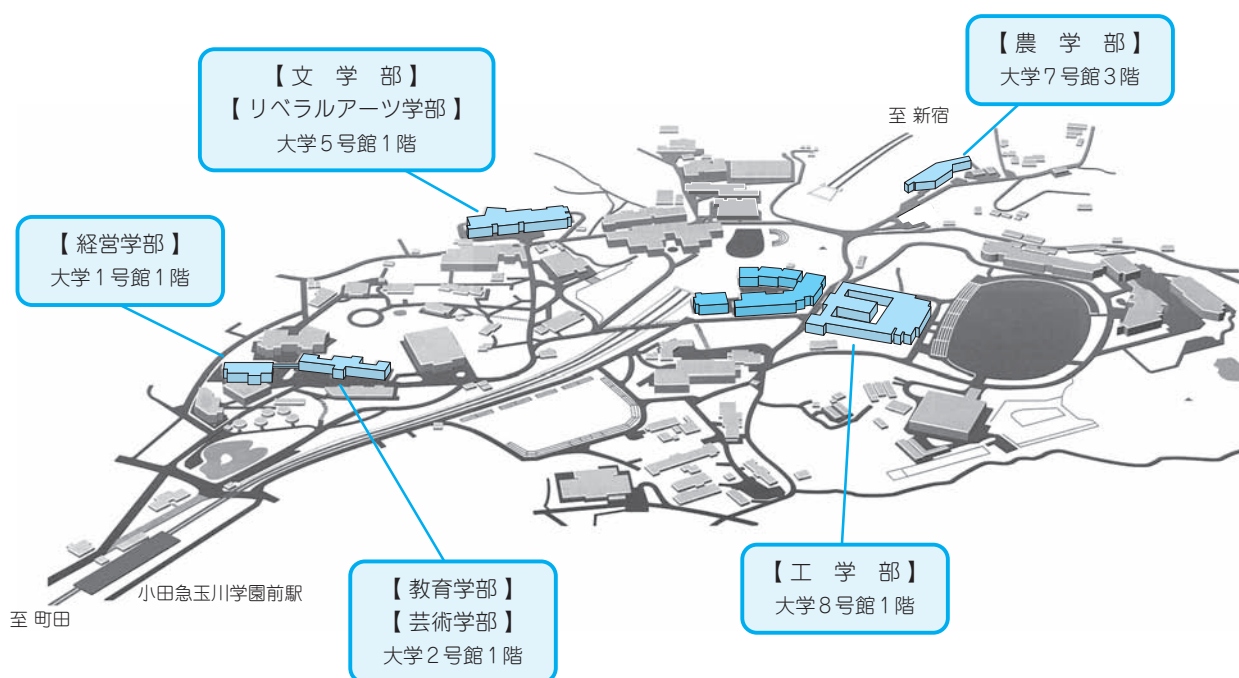 【 農　学　部 】
大学７号館３階
至 新宿
【 文　学　部 】
【 リベラルアーツ学部 】
大学５号館１階
【 経営学部 】
大学１号館１階
【 教育学部 】
【 芸術学部 】
大学２号館１階
【 工　学　部 】
大学８号館１階
小田急玉川学園前駅
至 町田